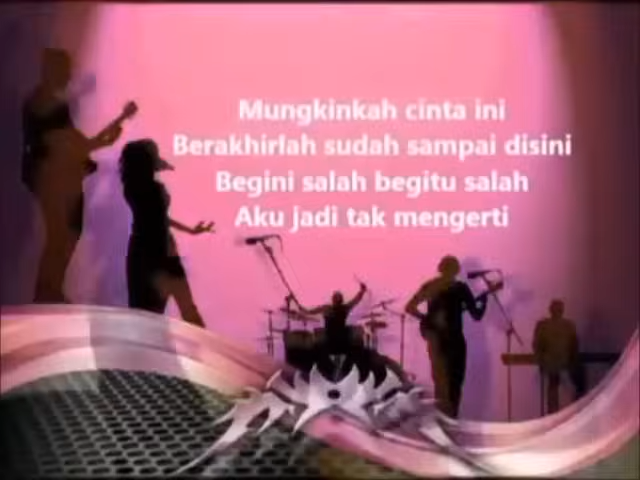 Mungkinkah cinta ini
Berakhirlah sudah sampai disini
Begini salah begitu salah
Aku jadi tak mengerti